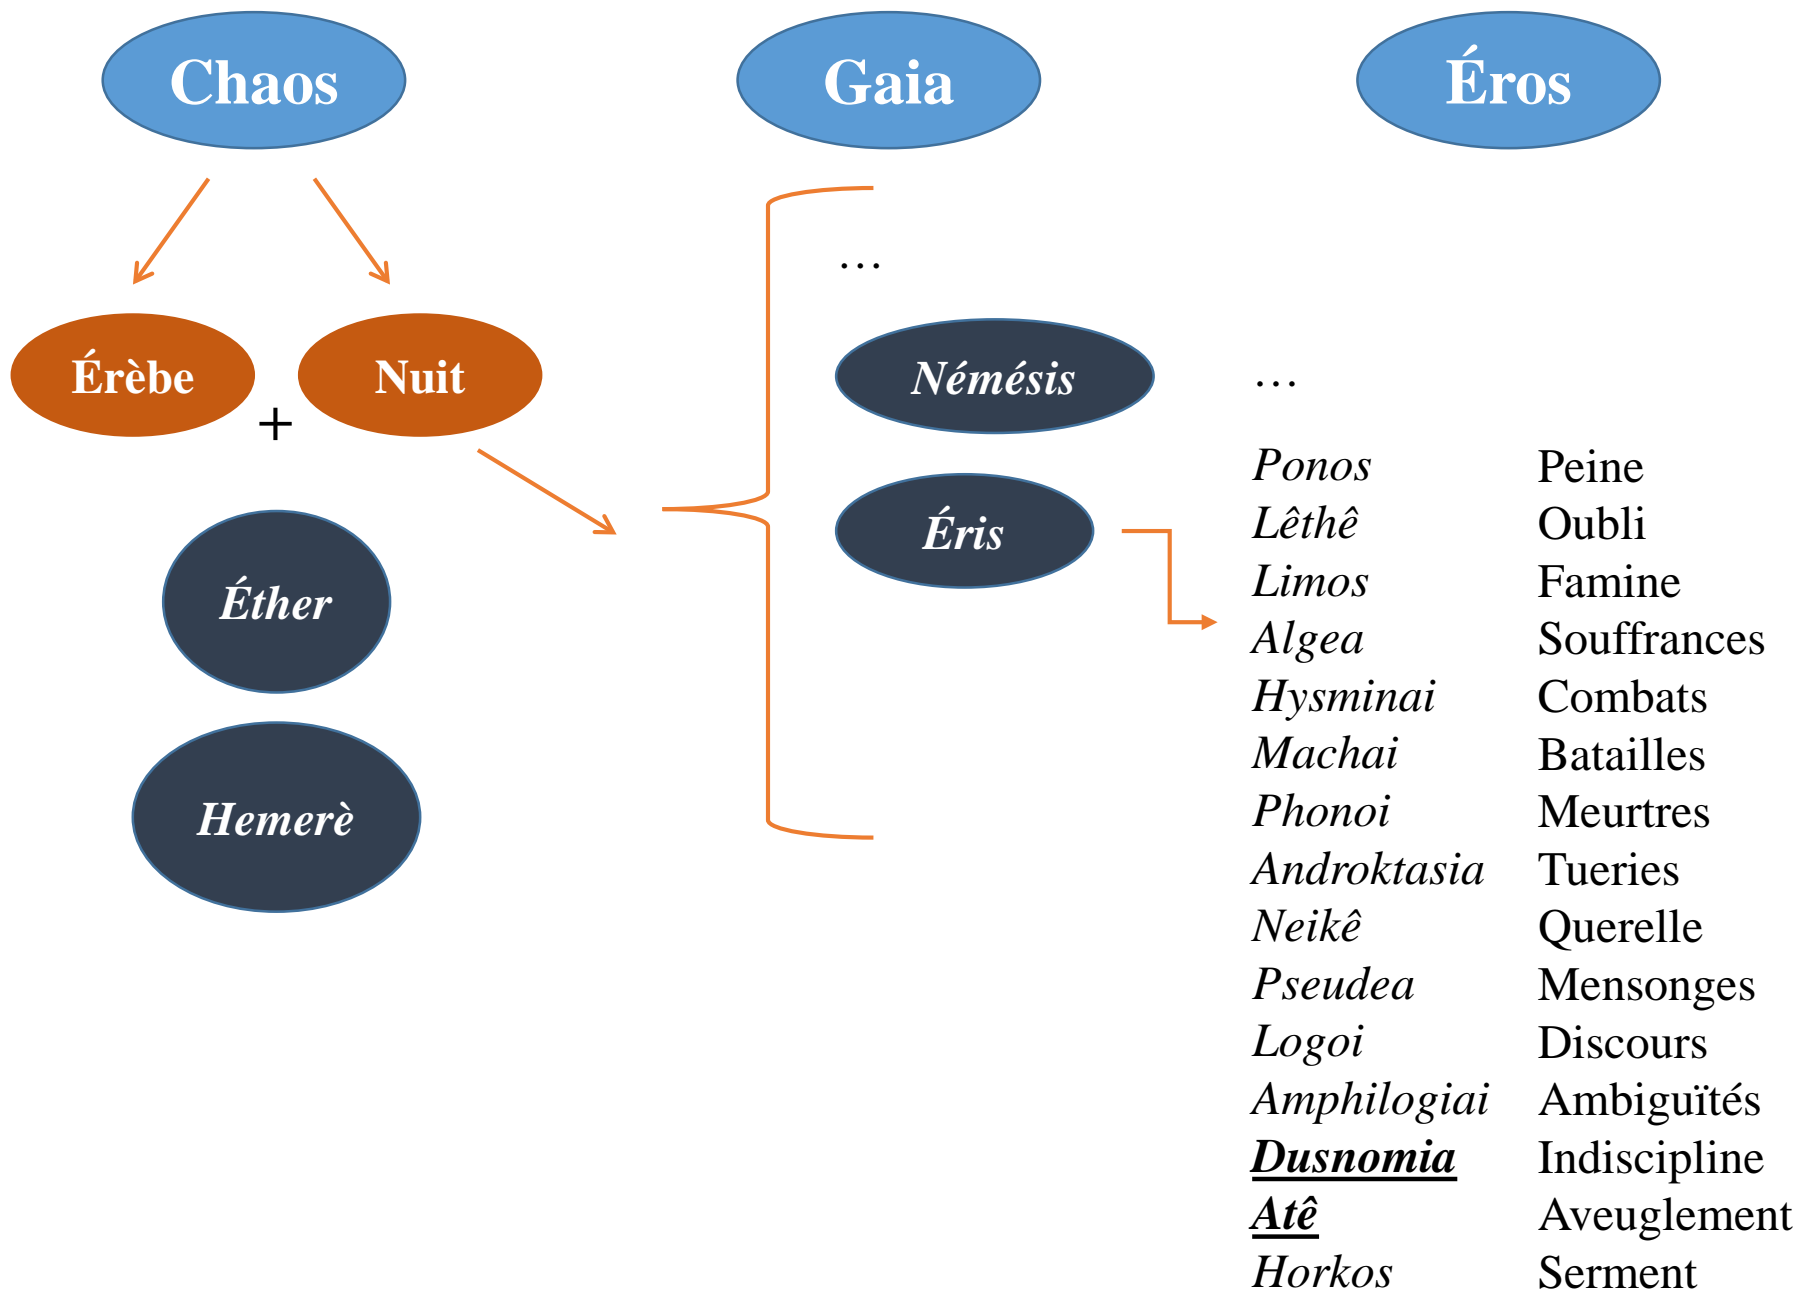 Chaos Gaia Éros
…
Érèbe + Nuit
Némésis
…
Éris
Éther
Hemerè
Ponos Peine
Lêthê Oubli
Limos Famine
Algea Souffrances
Hysminai Combats
Machai Batailles
Phonoi Meurtres
Androktasia Tueries
Neikê Querelle
Pseudea Mensonges
Logoi Discours
Amphilogiai Ambiguïtés
Dusnomia Indiscipline
Atê Aveuglement
Horkos Serment